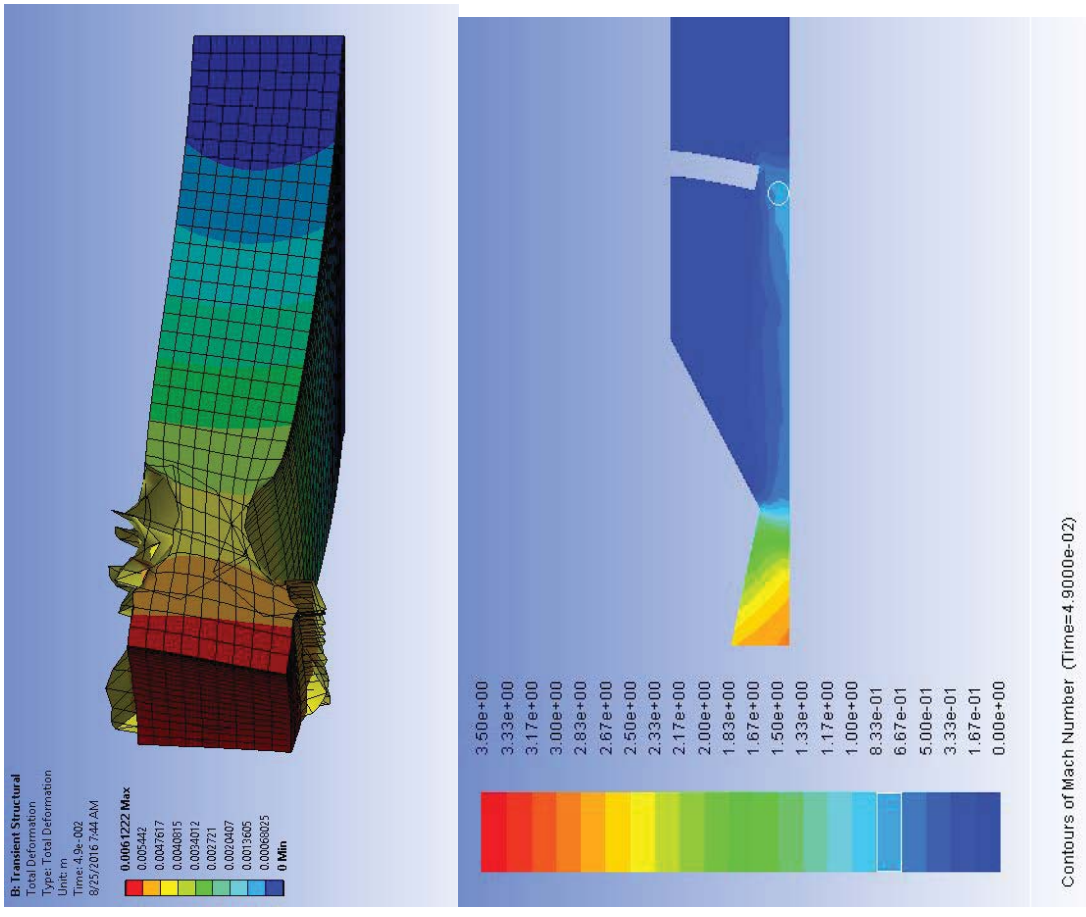 B: Transient Structural
Total Deformation
Type: Total Deformation
Unit: m
Time: 4.9e-002
8/25/2016 7:44 AM
0.0061222 Max
0.005442
0.0047617
0.0040815
0.0034012
0.002721
0.0020407
0.0013605
0.00068025
0 Min
3.50e+00
3.33e+00
3.17e+00
3.00e+00
2.83e+00
2.67e+00
2.50e+00
2.33e+00
2.17e+00
2.00e+00
1.83e+00
1.67e+00
1.50e+00
1.33e+00
1.17e+00
1.00e+00
8.33e-01
6.67e-01
5.00e-01
3.33e-01
1.67e-01
0.00e+00
Contours of Mach Number (Time=4.9000e-02)